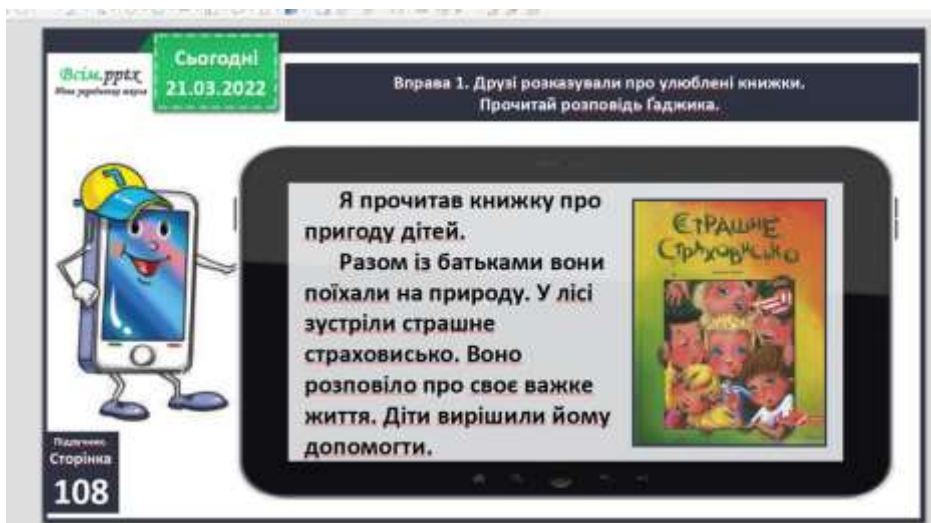 Всім.pptx
Сьогодні
21.03.2022
Вправа 1. Друзі розказували про улюблені книжки.
Прочитай розповідь Ґаджика.
Я прочитав книжку про
пригоду дітей.
Разом із батьками вони
поїхали на природу. У лісі
зустріли страшне
страховисько. Воно
розповіло про своє важке
життя. Діти вирішили йому
допомогти.
СТРАШНЕ
СТРАХОВИСЬКО
Підручник.
Сторінка
108